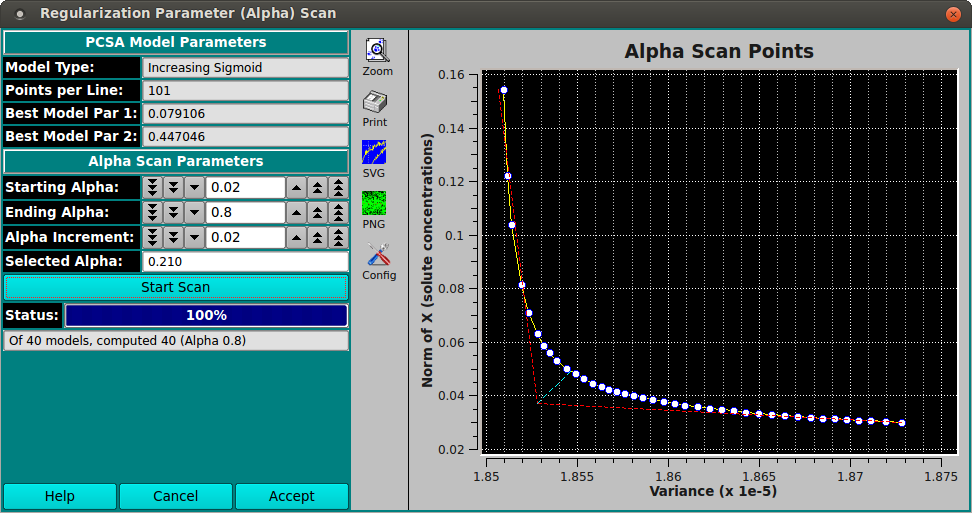 Regularization Parameter (Alpha) Scan
PCSA Model Parameters
Model Type: Increasing Sigmoid
Points per Line: 101
Best Model Par 1: 0.079106
Best Model Par 2: 0.447046
Alpha Scan Parameters
Starting Alpha: 0.02
Ending Alpha: 0.8
Alpha Increment: 0.02
Selected Alpha: 0.210
Start Scan
Status: 100%
Of 40 models, computed 40 (Alpha 0.8)
Help Cancel Accept
Zoom
Print
SVG
PNG
Config
Alpha Scan Points
Norm of X (solute concentrations)
0.16
0.14
0.12
0.1
0.08
0.06
0.04
0.02
1.85 1.855 1.86 1.865 1.87 1.875
Variance (x 1e-5)